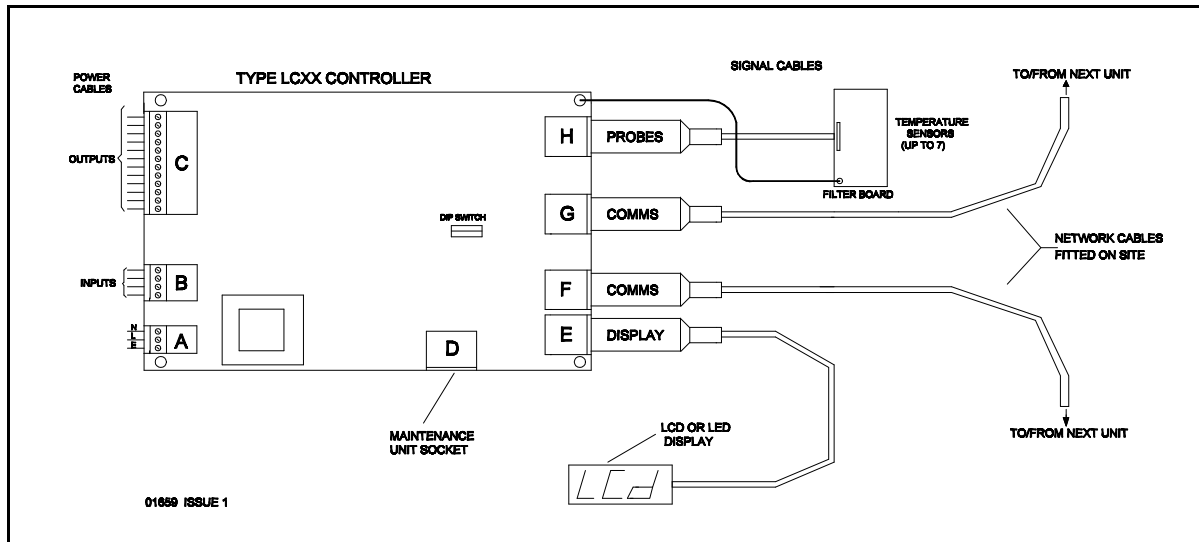 POWER
CABLES
TYPE LCXX CONTROLLER
SIGNAL CABLES
TO/FROM NEXT UNIT
OUTPUTS
C
H
PROBES
TEMPERATURE
SENSORS
(UP TO 7)
FILTER BOARD
DIP SWITCH
G
COMMS
NETWORK CABLES
FITTED ON SITE
INPUTS
B
F
COMMS
N
L
E
A
D
E
DISPLAY
MAINTENANCE
UNIT SOCKET
LCD OR LED
DISPLAY
TO/FROM NEXT UNIT
LCd
01659 ISSUE 1